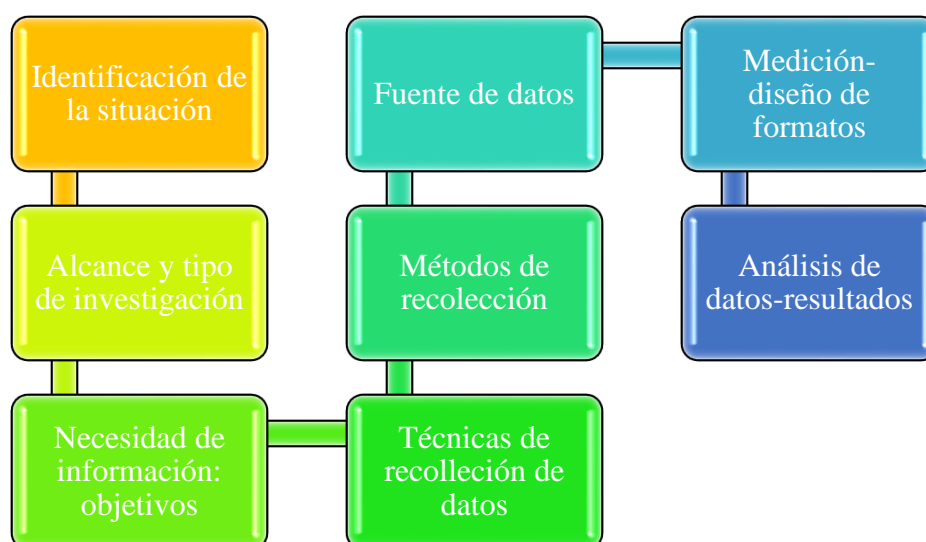 Identificación de
la situación
Alcance y tipo
de investigación
Necesidad de
información:
objetivos
Técnicas de
recolleción de
datos
Métodos de
recolección
Fuente de datos
Medición-
diseño de
formatos
Análisis de
datos-resultados